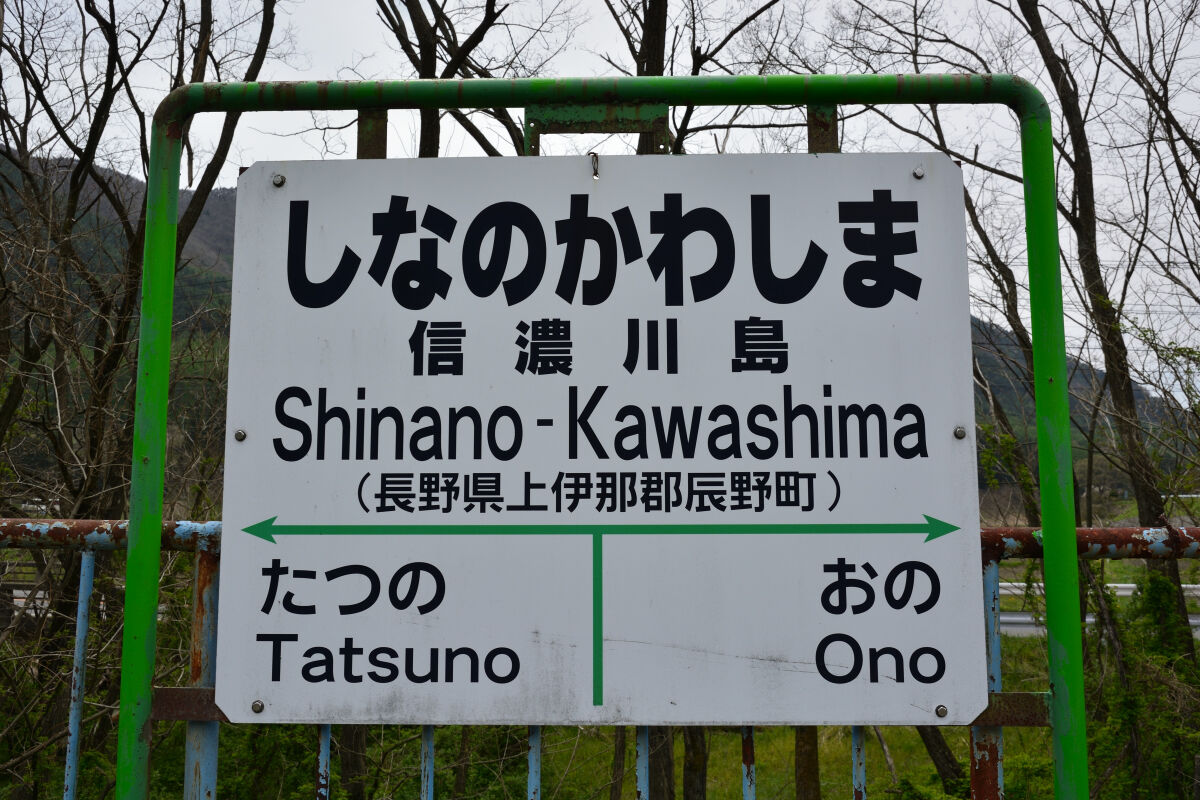 しなのかわしま
信濃川島
Shinano-Kawashima
（長野県上伊那郡辰野町）
たつの おの
Tatsuno Ono